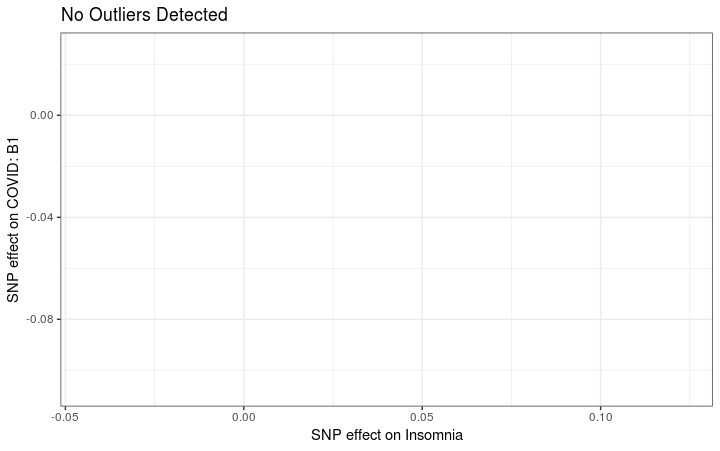 No Outliers Detected
SNP effect on COVID: B1
0.00
-0.04
-0.08
-0.05
0.00
0.05
0.10
SNP effect on Insomnia